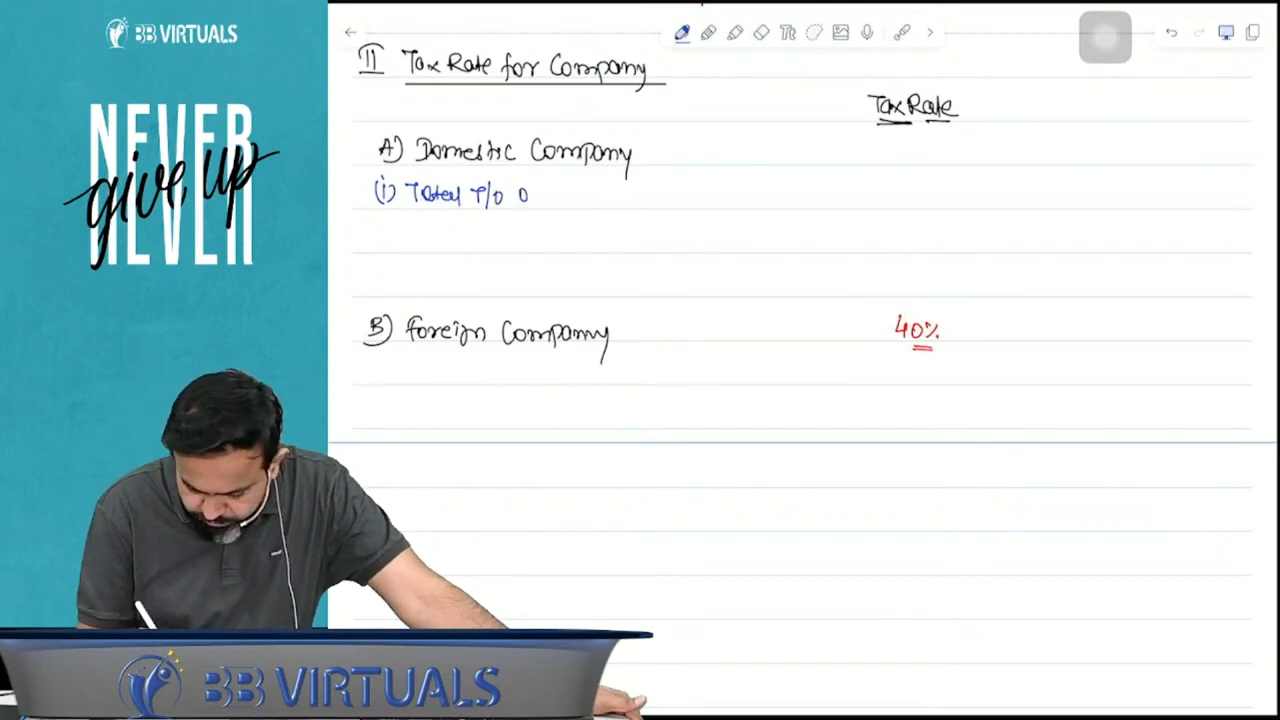 BB VIRTUALS
NEVER
give up
NEVER
II Tax Rate for Company
Tax Rate
A) Domestic Company
(i) Total T/O O
B) Foreign Company 40%
BB VIRTUALS